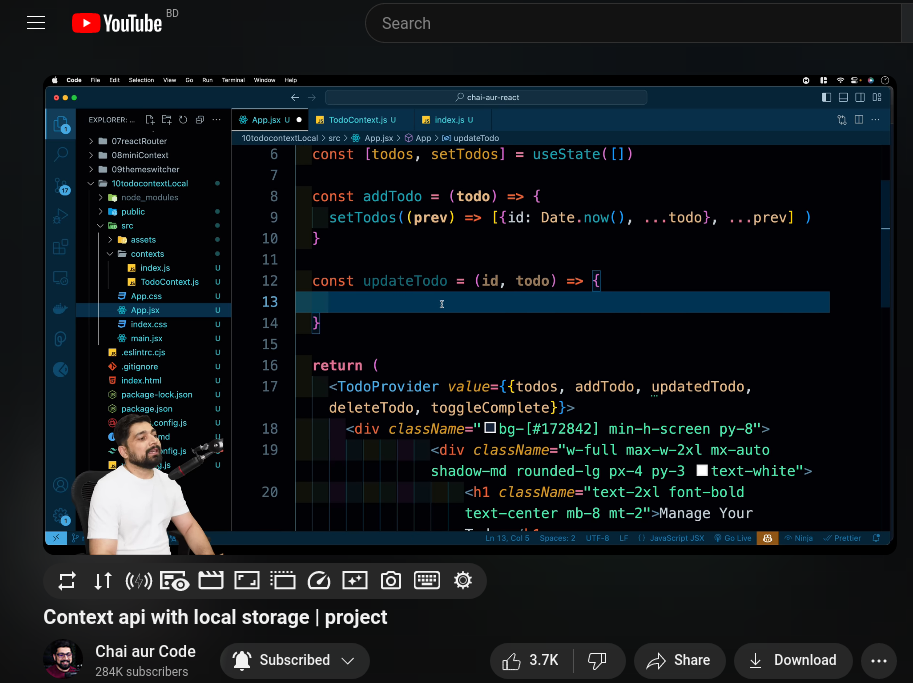 YouTube BD
Search
Code File Edit Selection View Go Run Terminal Window Help
chai-aur-react
EXPLORER: ...
App.jsx U
TodoContext.js U
index.js U
10todocontextLocal > src > App.jsx > App > updateTodo
07reactRouter
08miniContext
09themeswitcher
10todocontextLocal
node_modules
public
src
assets
contexts
index.js U
TodoContext.js U
App.css U
App.jsx U
index.css U
main.jsx U
.eslintrc.cjs U
.gitignore U
index.html U
package-lock.json U
package.json U
config.js U
md U
nfig.js U
.js U
1
17
1
6 const [todos, setTodos] = useState([])
7
8 const addTodo = (todo) => {
9 setTodos((prev) => [{id: Date.now(), ...todo}, ...prev] )
10 }
11
12 const updateTodo = (id, todo) => {
13
14 }
15
16 return (
17 <TodoProvider value={{todos, addTodo, updatedTodo,
deleteTodo, toggleComplete}}>
18 <div className="bg-[#172842] min-h-screen py-8">
19 <div className="w-full max-w-2xl mx-auto
shadow-md rounded-lg px-4 py-3 text-white">
20 <h1 className="text-2xl font-bold
text-center mb-8 mt-2">Manage Your
Ln 13, Col 5 Spaces: 2 UTF-8 LF {} JavaScript JSX Go Live Ninja Prettier
Context api with local storage | project
Chai aur Code
284K subscribers
Subscribed
3.7K
Share
Download